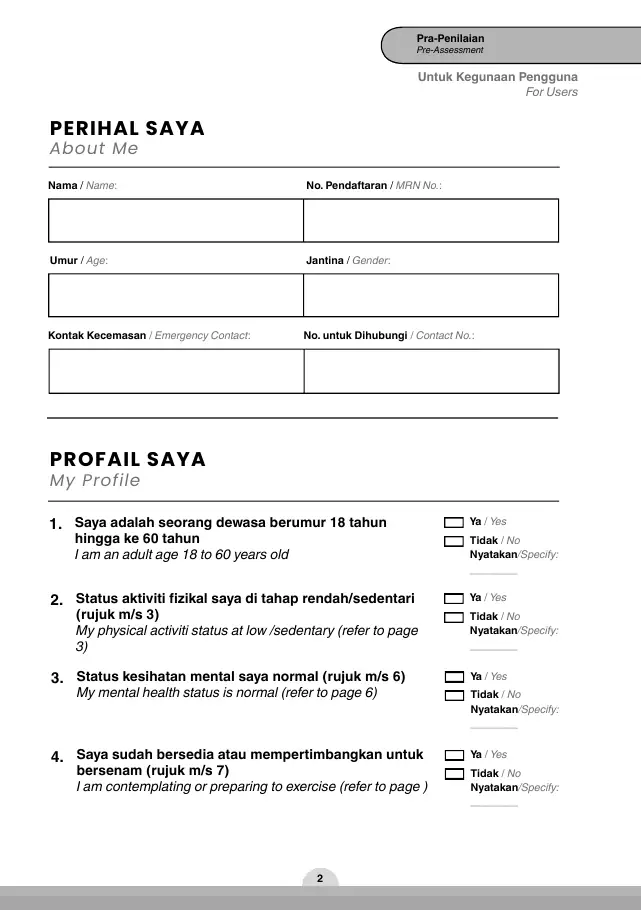 Pra-Penilaian
Pre-Assessment
Untuk Kegunaan Pengguna
For Users
PERIHAL SAYA
About Me
Nama / Name: No. Pendaftaran / MRN No.:
Umur / Age: Jantina / Gender:
Kontak Kecemasan / Emergency Contact: No. untuk Dihubungi / Contact No.:
PROFAIL SAYA
My Profile
1. Saya adalah seorang dewasa berumur 18 tahun
hingga ke 60 tahun
I am an adult age 18 to 60 years old
Ya / Yes
Tidak / No
Nyatakan/Specify:
________
2. Status aktiviti fizikal saya di tahap rendah/sedentari
(rujuk m/s 3)
My physical activiti status at low /sedentary (refer to page
3)
Ya / Yes
Tidak / No
Nyatakan/Specify:
________
3. Status kesihatan mental saya normal (rujuk m/s 6)
My mental health status is normal (refer to page 6)
Ya / Yes
Tidak / No
Nyatakan/Specify:
________
4. Saya sudah bersedia atau mempertimbangkan untuk
bersenam (rujuk m/s 7)
I am contemplating or preparing to exercise (refer to page )
Ya / Yes
Tidak / No
Nyatakan/Specify:
________
2